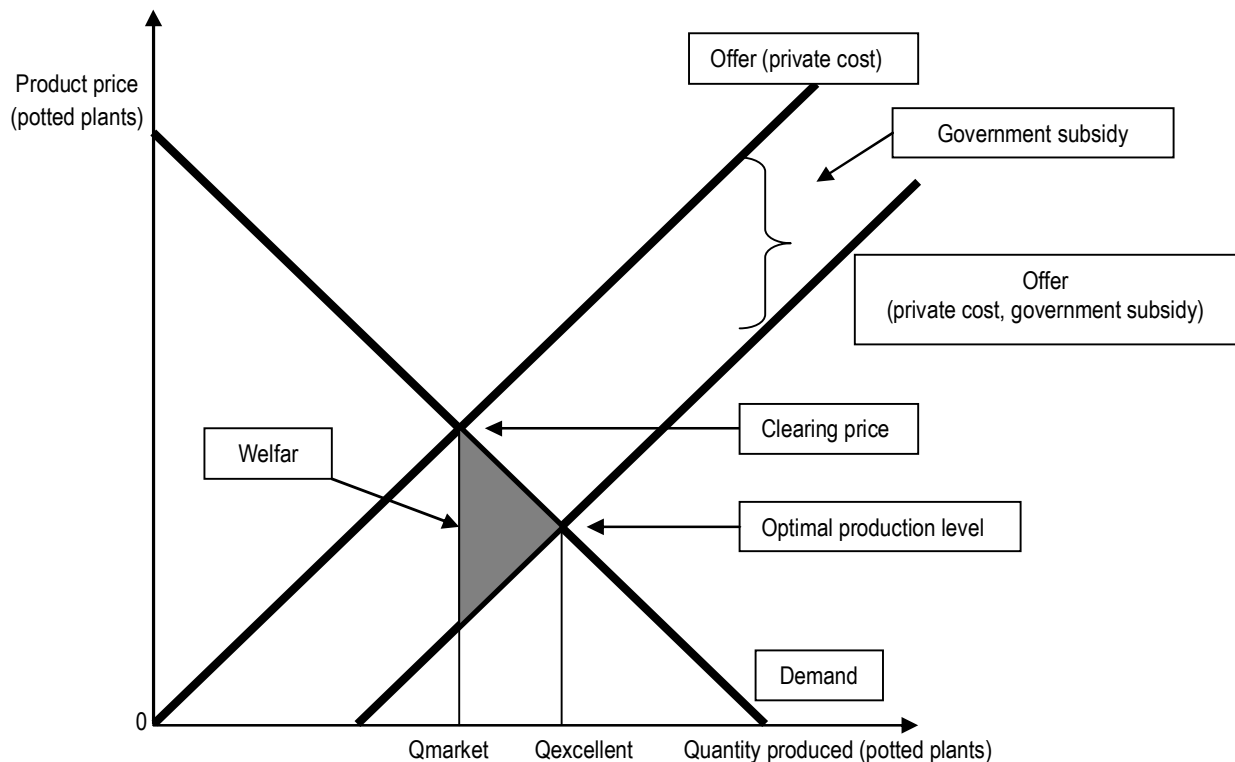 Offer (private cost)
Product price
(potted plants)
Government subsidy
Offer
(private cost, government subsidy)
Clearing price
Welfar
Optimal production level
Demand
0
Qmarket
Qexcellent
Quantity produced (potted plants)